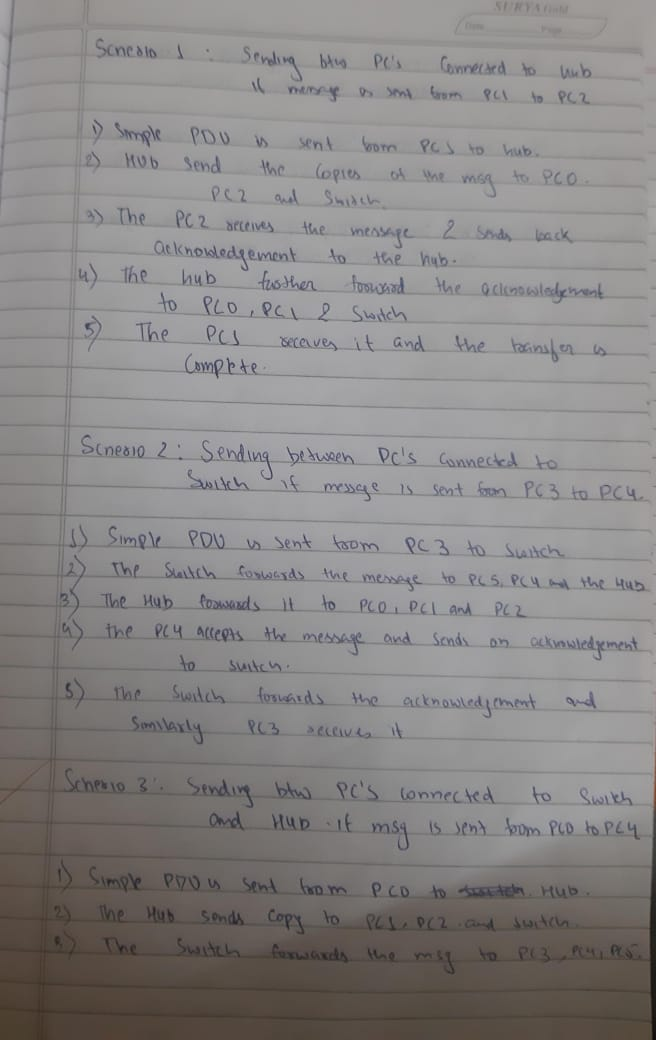 SURYA Gold
Date Page
Scnerio 1 : Sending btw PC's Connected to hub
if message is sent from PC1 to PC2
1) Simple PDU is sent from PC1 to hub.
2) HUB send the copies of the msg to PC0.
PC2 and Switch.
3) The PC2 receives the message & sends back
acknowledgement to the hub.
4) The hub further forward the acknowledgement
to PC0, PC1 & Switch
5) The PC1 receives it and the transfer is
Complete.
Scnerio 2 : Sending between PC's connected to
Switch if message is sent from PC3 to PC4.
1) Simple PDU is sent from PC3 to Switch
2) The Switch forwards the message to PC5, PC4 and the Hub
3) The Hub forwards it to PC0, PC1 and PC2
4) the PC4 accepts the message and sends an acknowledgement
to switch.
5) The Switch forwards the acknowledgement and
Similarly PC3 receives it
Scherio 3 : Sending btw PC's connected to Switch
and HUB . if msg is sent from PC0 to PC4
1) Simple PDU is sent from PC0 to Hub.
2) The Hub sends copy to PC1, PC2 and switch.
3) The Switch forwards the msg to PC3, PC4, PC5.